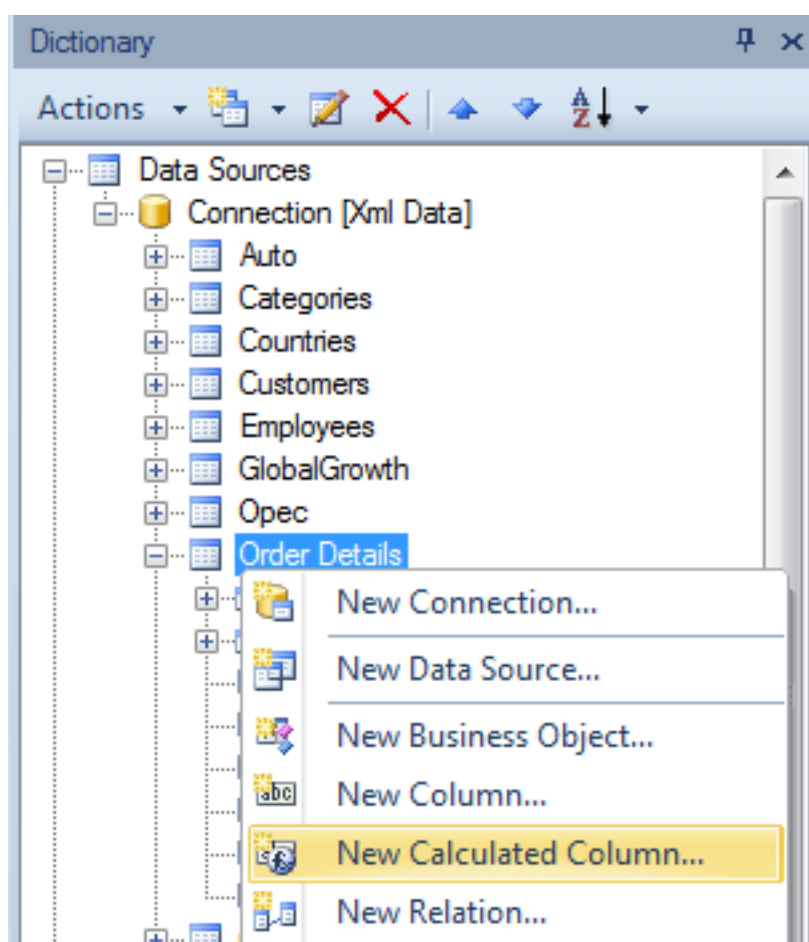 Dictionary
Actions
Data Sources
Connection [Xml Data]
Auto
Categories
Countries
Customers
Employees
GlobalGrowth
Opec
Order Details
New Connection...
New Data Source...
New Business Object...
New Column...
New Calculated Column...
New Relation...